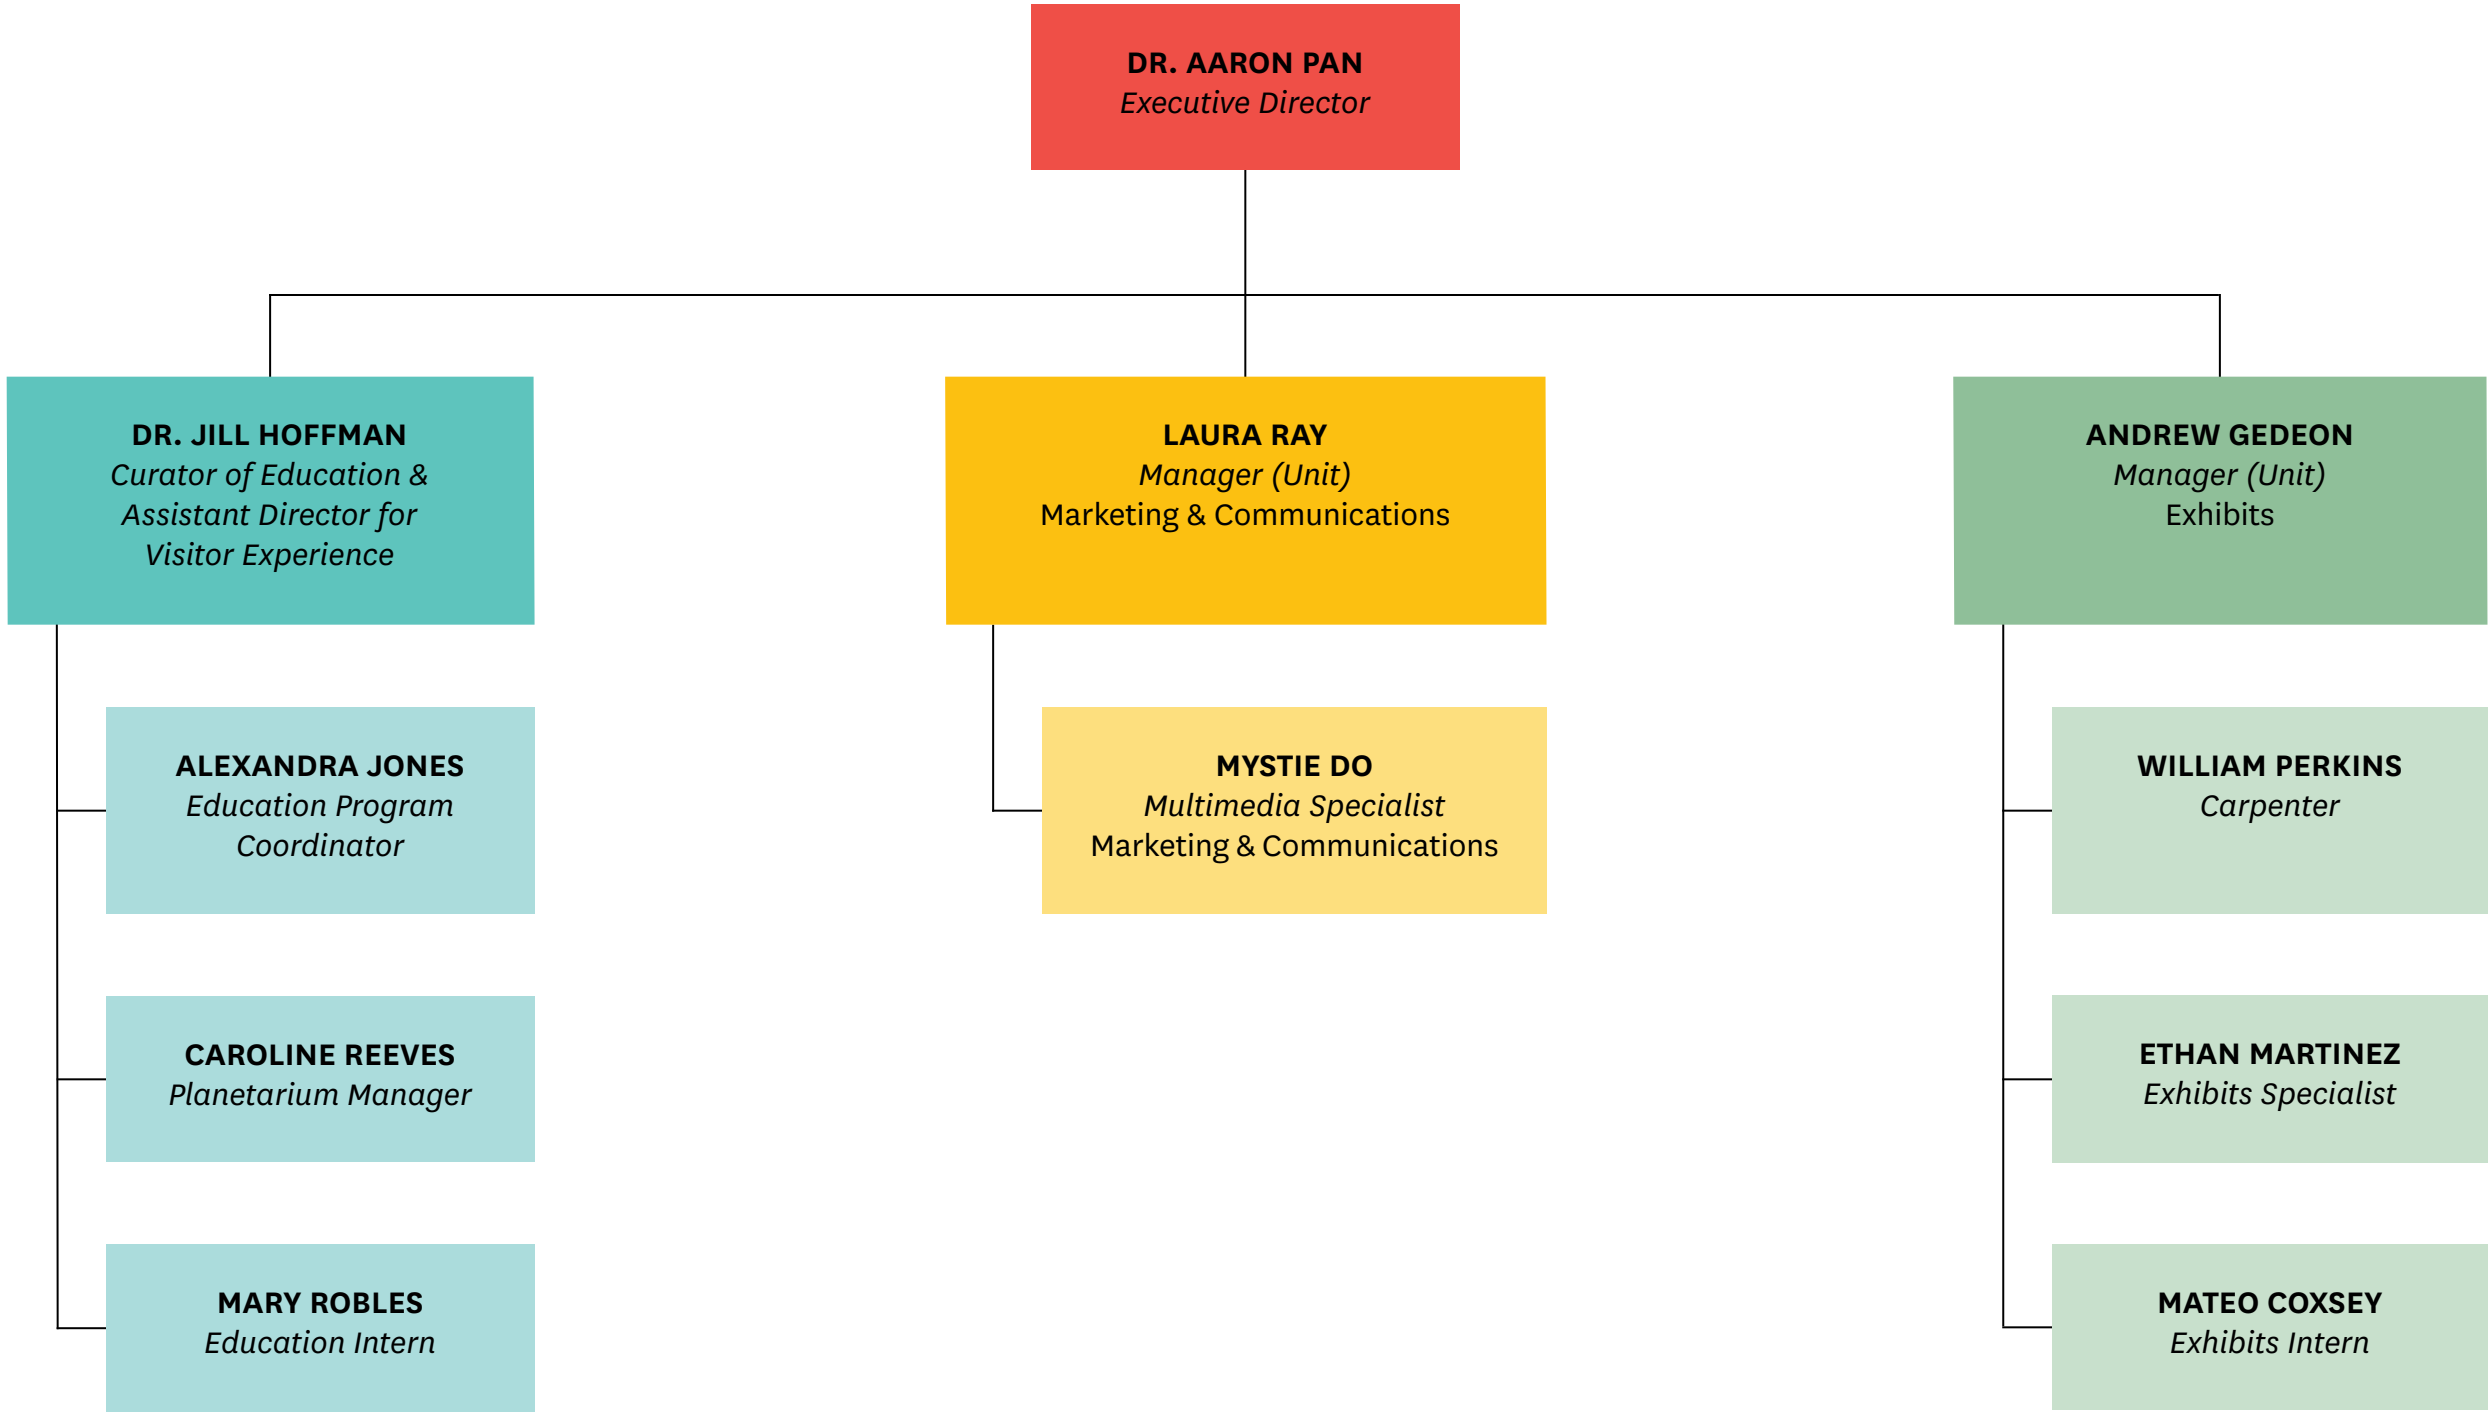 DR. AARON PAN
Executive Director
DR. JILL HOFFMAN
Curator of Education &
Assistant Director for
Visitor Experience
LAURA RAY
Manager (Unit)
Marketing & Communications
ANDREW GEDEON
Manager (Unit)
Exhibits
ALEXANDRA JONES
Education Program
Coordinator
MYSTIE DO
Multimedia Specialist
Marketing & Communications
WILLIAM PERKINS
Carpenter
CAROLINE REEVES
Planetarium Manager
ETHAN MARTINEZ
Exhibits Specialist
MARY ROBLES
Education Intern
MATEO COXSEY
Exhibits Intern